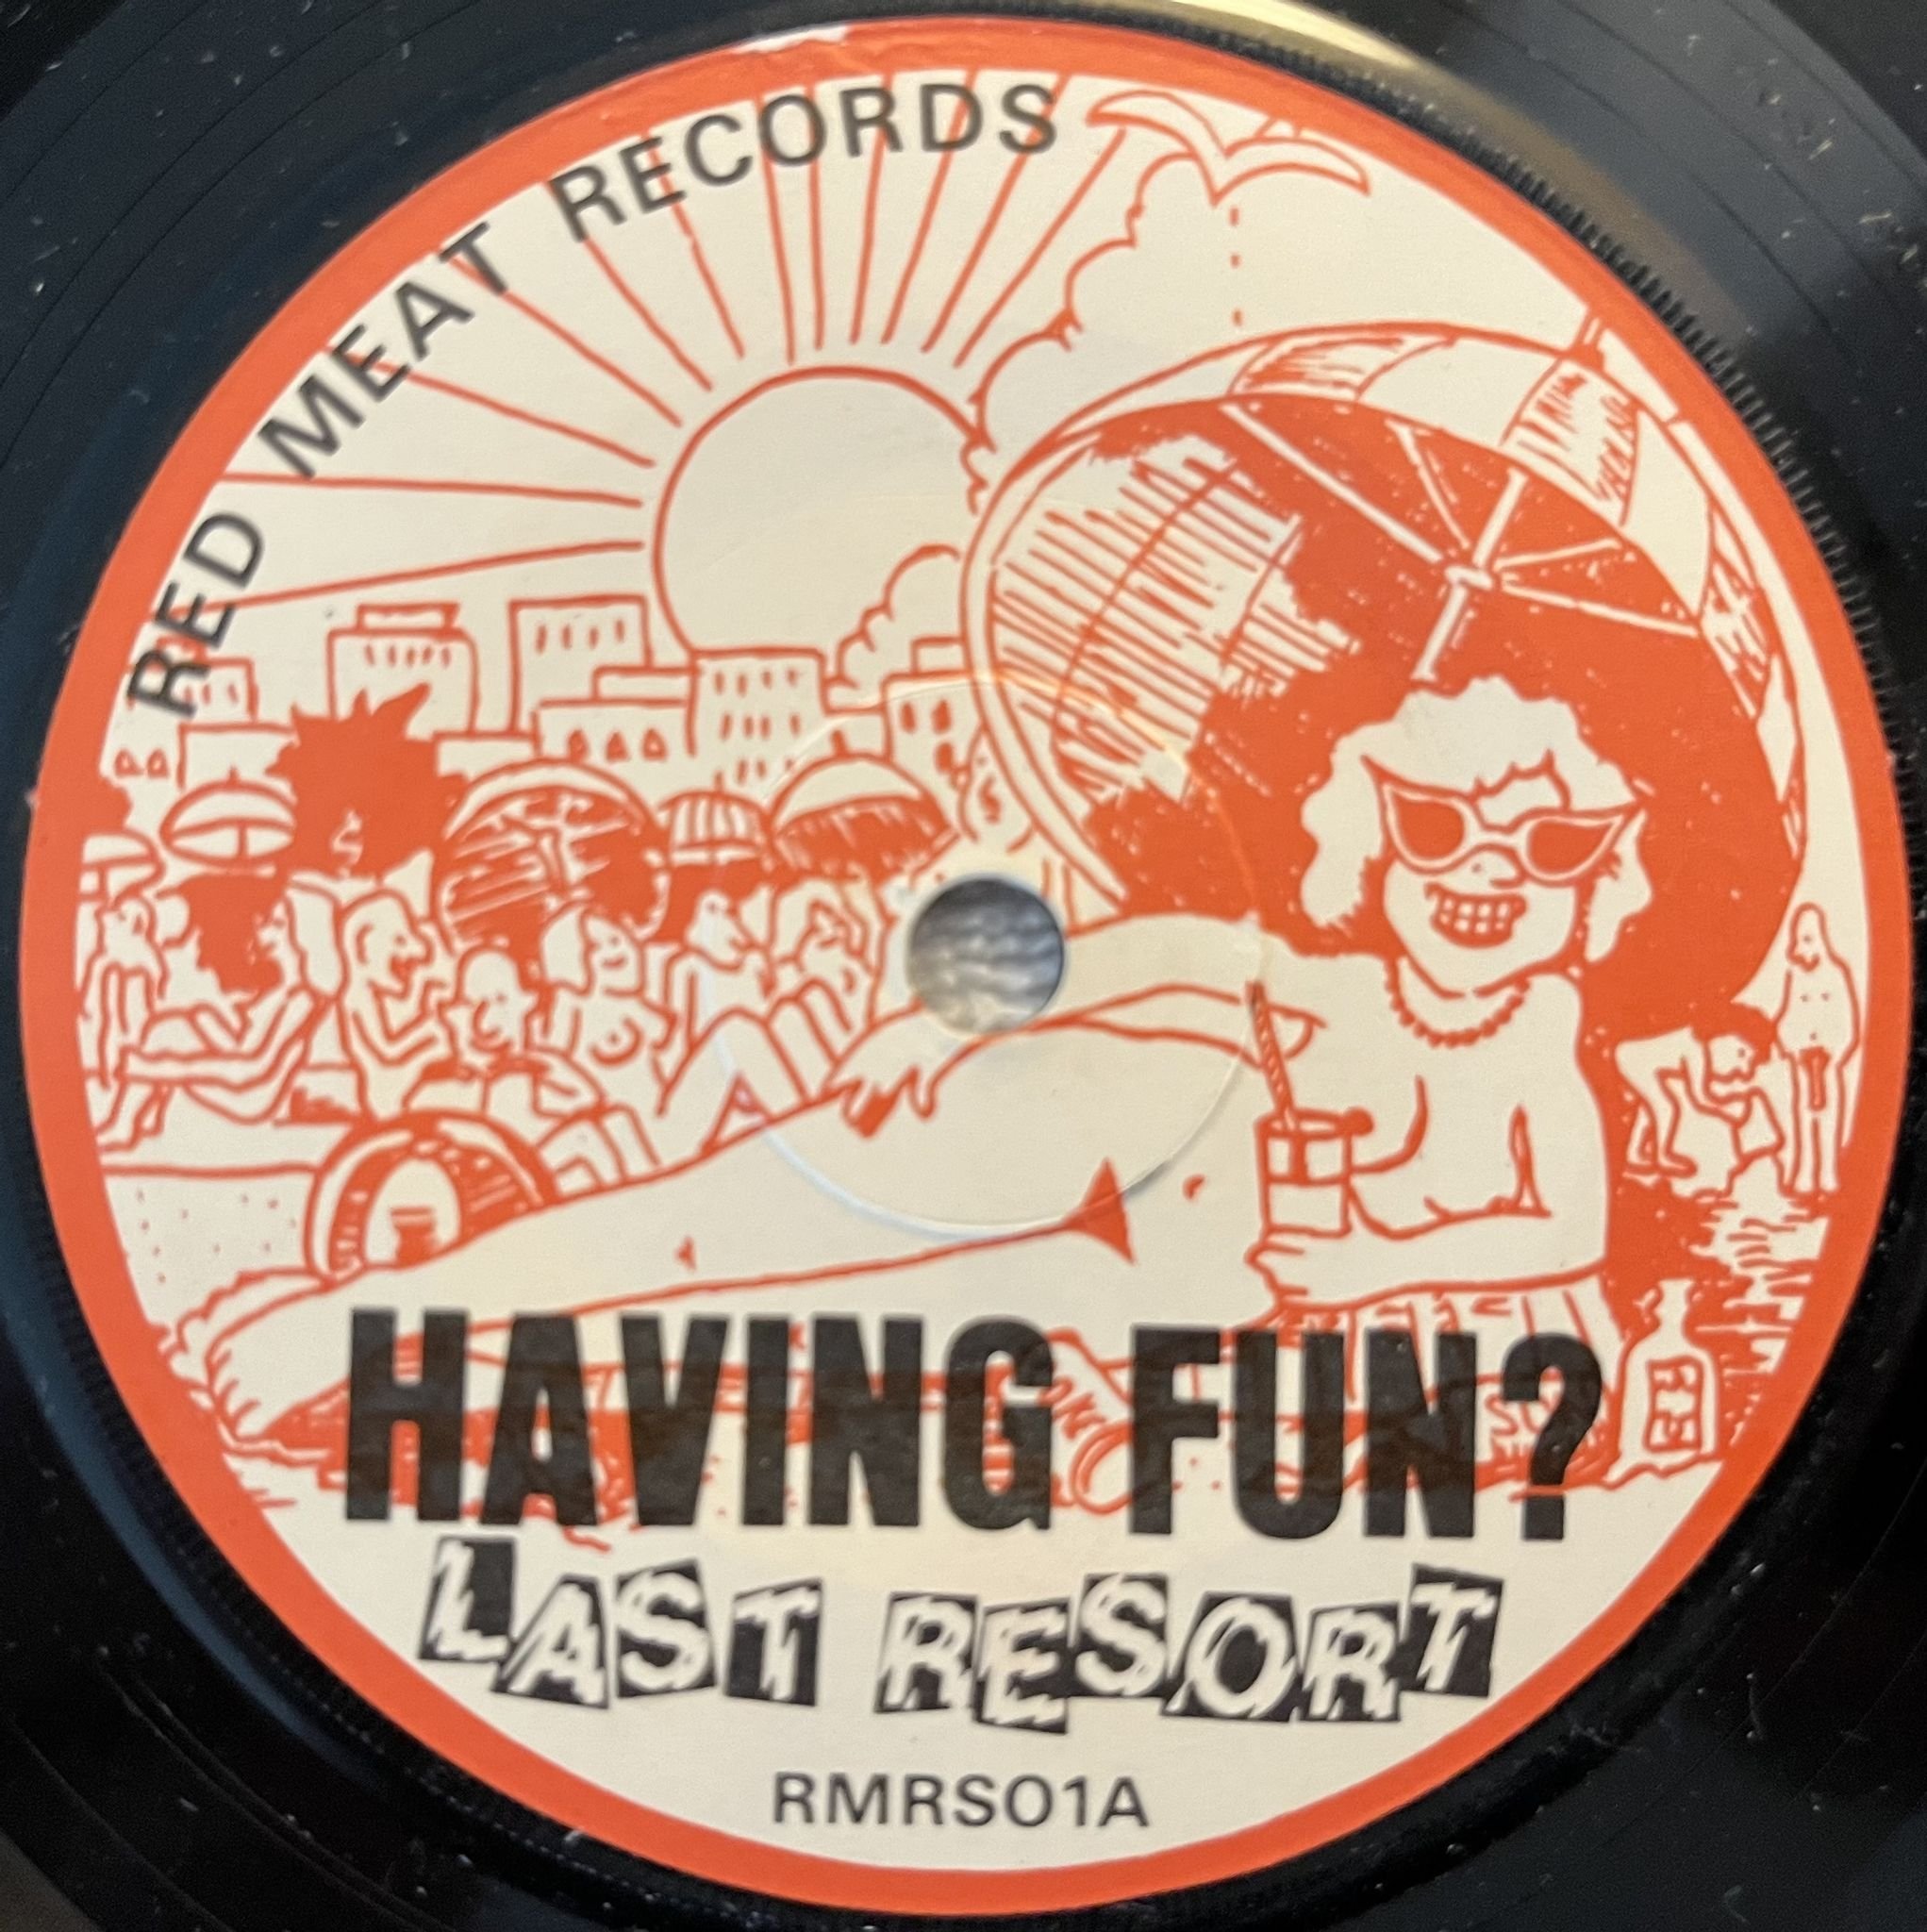 RED MEAT RECORDS
HAVING FUN?
LAST RESORT
RMRS01A